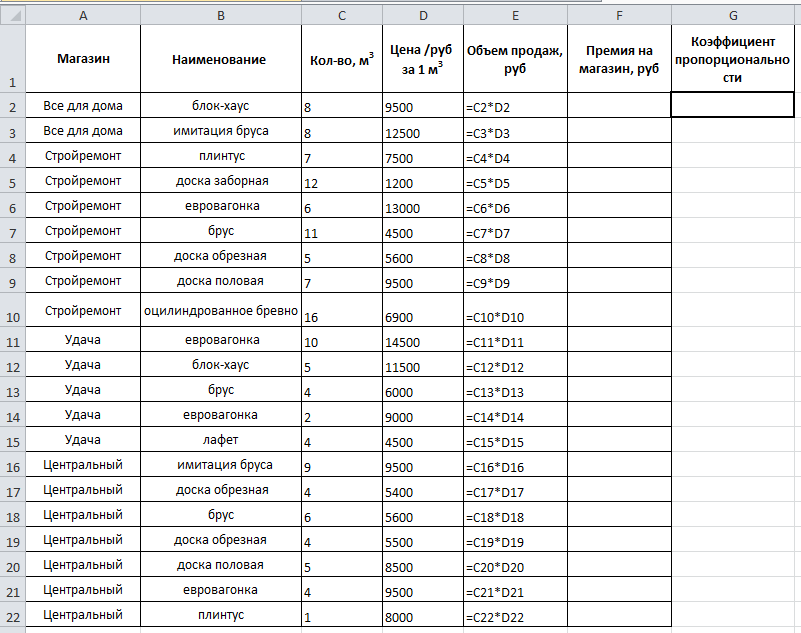 A B C D E F G
1 Магазин Наименование Кол-во, м³ Цена /руб за 1 м³ Объем продаж, руб Премия на магазин, руб Коэффициент пропорционально сти
2 Все для дома блок-хаус 8 9500 =C2*D2
3 Все для дома имитация бруса 8 12500 =C3*D3
4 Стройремонт плинтус 7 7500 =C4*D4
5 Стройремонт доска заборная 12 1200 =C5*D5
6 Стройремонт евровагонка 6 13000 =C6*D6
7 Стройремонт брус 11 4500 =C7*D7
8 Стройремонт доска обрезная 5 5600 =C8*D8
9 Стройремонт доска половая 7 9500 =C9*D9
10 Стройремонт оцилиндрованное бревно 16 6900 =C10*D10
11 Удача евровагонка 10 14500 =C11*D11
12 Удача блок-хаус 5 11500 =C12*D12
13 Удача брус 4 6000 =C13*D13
14 Удача евровагонка 2 9000 =C14*D14
15 Удача лафет 4 4500 =C15*D15
16 Центральный имитация бруса 9 9500 =C16*D16
17 Центральный доска обрезная 4 5400 =C17*D17
18 Центральный брус 6 5600 =C18*D18
19 Центральный доска обрезная 4 5500 =C19*D19
20 Центральный доска половая 5 8500 =C20*D20
21 Центральный евровагонка 4 9500 =C21*D21
22 Центральный плинтус 1 8000 =C22*D22